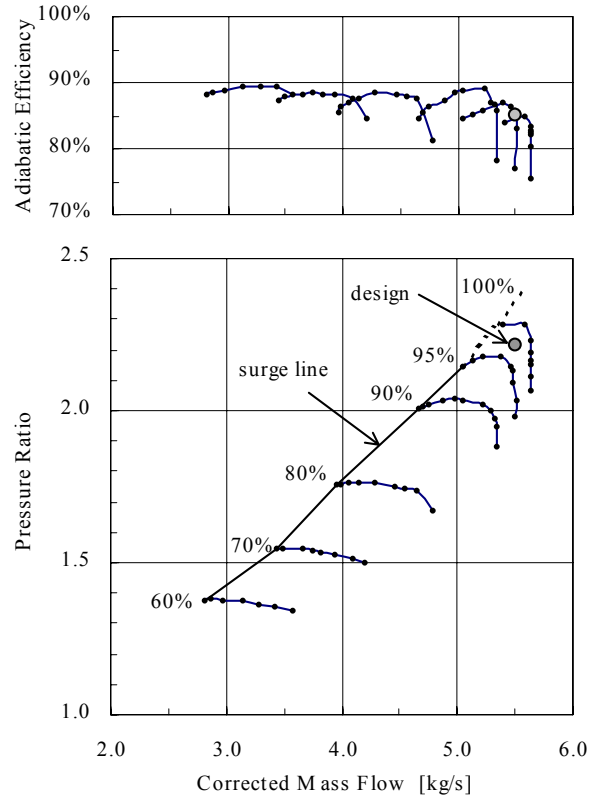 100%
90%
80%
70%
Adiabatic Efficiency
2.5
2.0
1.5
1.0
Pressure Ratio
100%
design
95%
surge line
90%
80%
70%
60%
2.0 3.0 4.0 5.0 6.0
Corrected Mass Flow [kg/s]